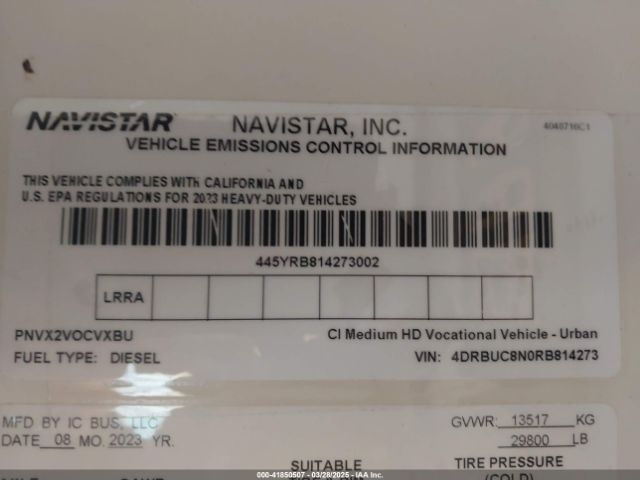 NAVISTAR NAVISTAR, INC. 4040716C1
VEHICLE EMISSIONS CONTROL INFORMATION
THIS VEHICLE COMPLIES WITH CALIFORNIA AND
U.S. EPA REGULATIONS FOR 2023 HEAVY-DUTY VEHICLES
445YRB814273002
LRRA
PNVX2VOCVXBU CI Medium HD Vocational Vehicle - Urban
FUEL TYPE: DIESEL VIN: 4DRBUC8N0RB814273
MFD BY IC BUS, LLC GVWR: 13517 KG
DATE 08 MO. 2023 YR. 29800 LB
SUITABLE TIRE PRESSURE
(COLD)
000-41850507 - 03/28/2025 - IAA Inc.